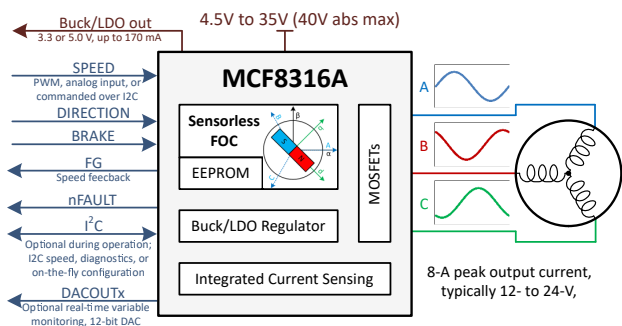 Buck/LDO out
3.3 or 5.0 V, up to 170 mA
4.5V to 35V (40V abs max)
SPEED
PWM, analog input, or
commanded over I2C
DIRECTION
BRAKE
FG
Speed feecback
nFAULT
I²C
Optional during operation;
I2C speed, diagnostics, or
on-the-fly configuration
DACOUTx
Optional real-time variable
monitoring, 12-bit DAC
MCF8316A
Sensorless
FOC
EEPROM
β
A
α
B
C
d
q
S
N
MOSFETs
Buck/LDO Regulator
Integrated Current Sensing
A
B
C
8-A peak output current,
typically 12- to 24-V,